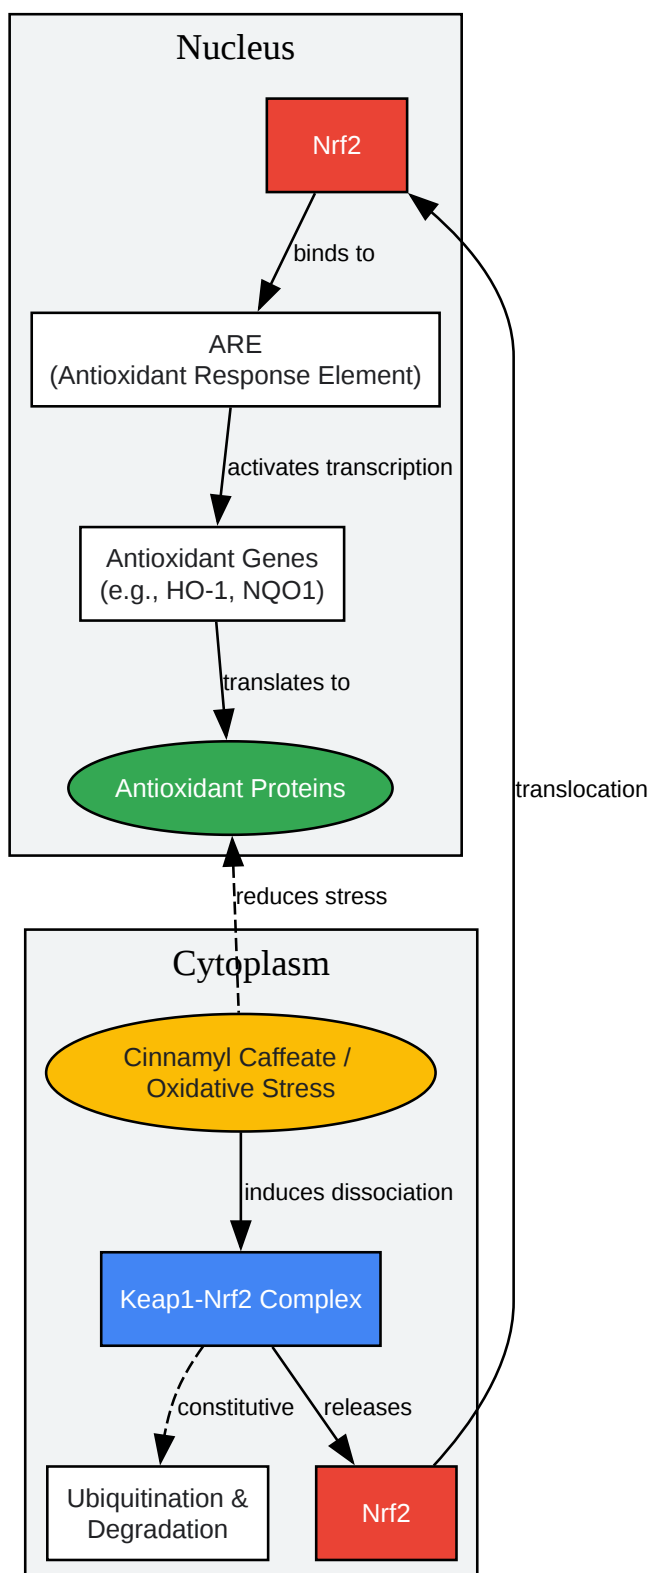 Nucleus
Nrf2
binds to
ARE
(Antioxidant Response Element)
activates transcription
Antioxidant Genes
(e.g., HO-1, NQO1)
translates to
Antioxidant Proteins
translocation
reduces stress
Cytoplasm
Cinnamyl Caffeate /
Oxidative Stress
induces dissociation
Keap1-Nrf2 Complex
constitutive
releases
Ubiquitination &
Degradation
Nrf2